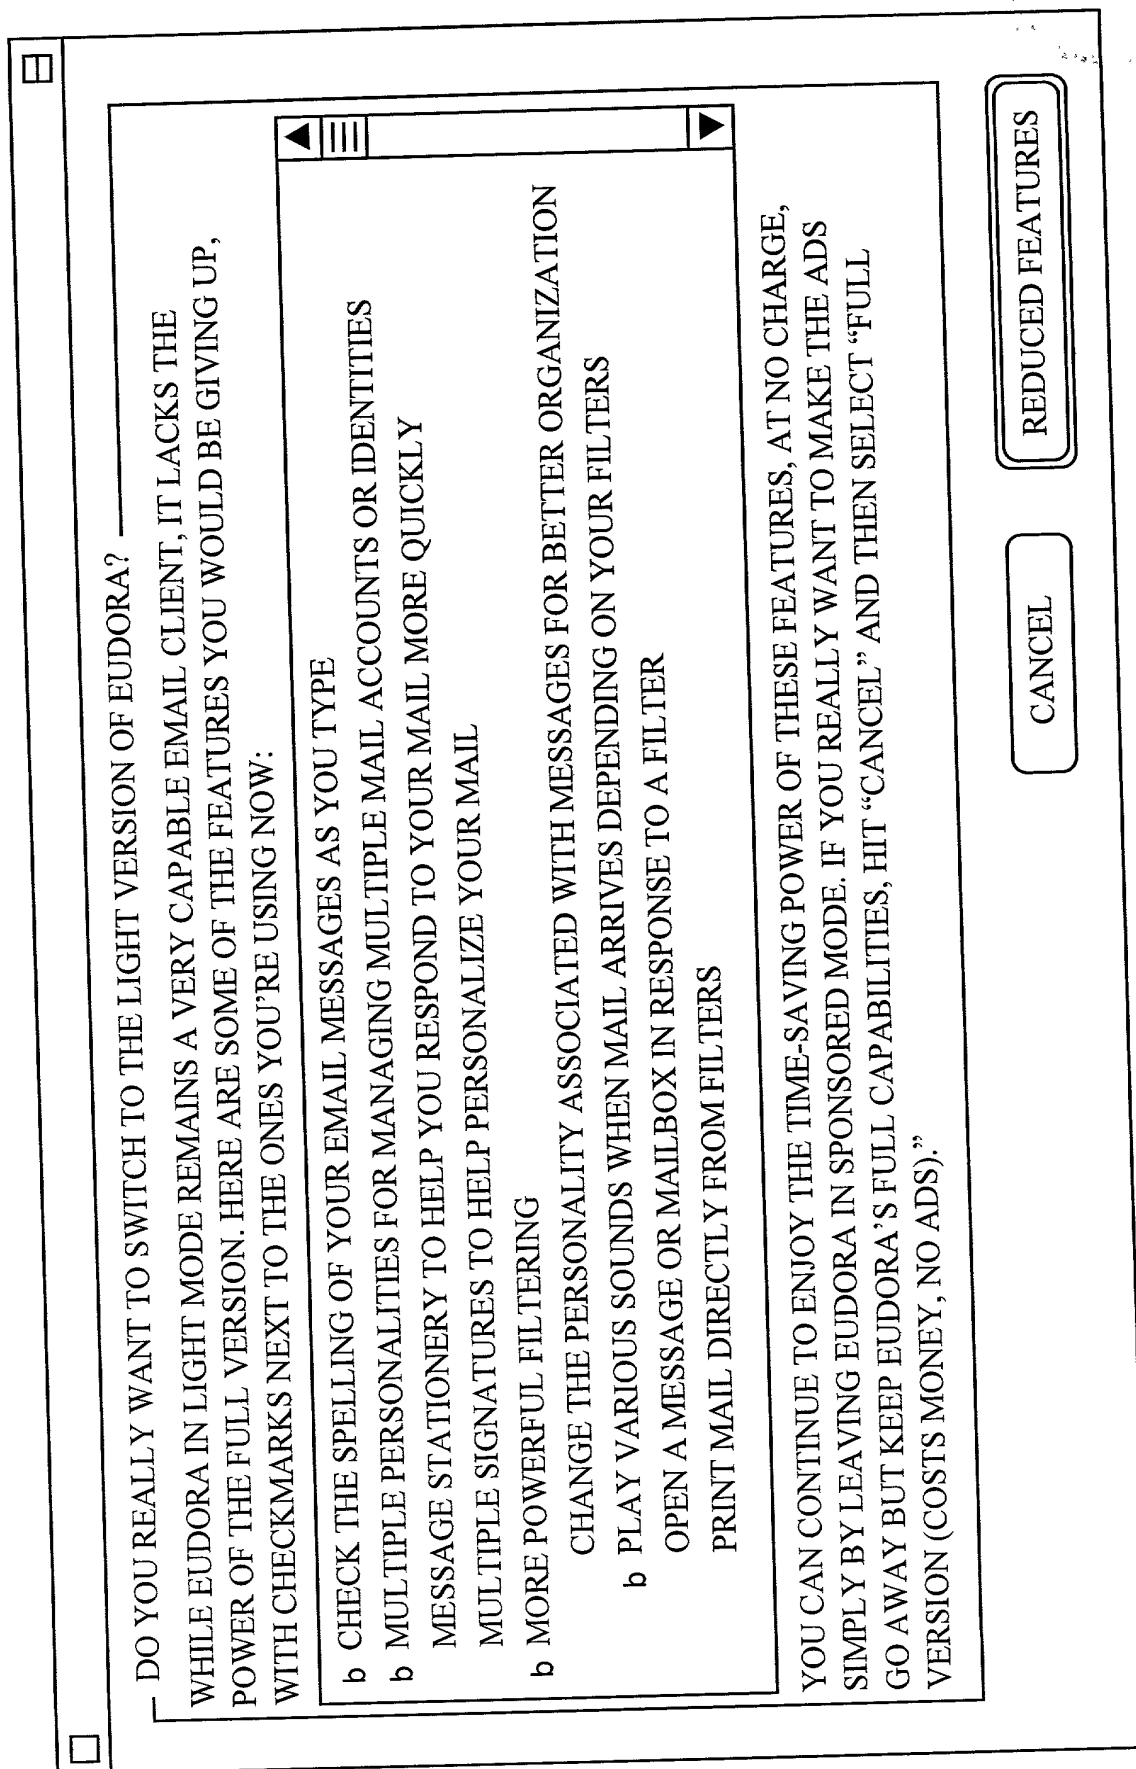 DO YOU REALLY WANT TO SWITCH TO THE LIGHT VERSION OF EUDORA?
WHILE EUDORA IN LIGHT MODE REMAINS A VERY CAPABLE EMAIL CLIENT, IT LACKS THE
POWER OF THE FULL VERSION. HERE ARE SOME OF THE FEATURES YOU WOULD BE GIVING UP,
WITH CHECKMARKS NEXT TO THE ONES YOU'RE USING NOW:
b CHECK THE SPELLING OF YOUR EMAIL MESSAGES AS YOU TYPE
b MULTIPLE PERSONALITIES FOR MANAGING MULTIPLE MAIL ACCOUNTS OR IDENTITIES
MESSAGE STATIONERY TO HELP YOU RESPOND TO YOUR MAIL MORE QUICKLY
MULTIPLE SIGNATURES TO HELP PERSONALIZE YOUR MAIL
b MORE POWERFUL FILTERING
CHANGE THE PERSONALITY ASSOCIATED WITH MESSAGES FOR BETTER ORGANIZATION
b PLAY VARIOUS SOUNDS WHEN MAIL ARRIVES DEPENDING ON YOUR FILTERS
OPEN A MESSAGE OR MAILBOX IN RESPONSE TO A FILTER
PRINT MAIL DIRECTLY FROM FILTERS
YOU CAN CONTINUE TO ENJOY THE TIME-SAVING POWER OF THESE FEATURES, AT NO CHARGE,
SIMPLY BY LEAVING EUDORA IN SPONSORED MODE. IF YOU REALLY WANT TO MAKE THE ADS
GO AWAY BUT KEEP EUDORA'S FULL CAPABILITIES, HIT “CANCEL” AND THEN SELECT “FULL
VERSION (COSTS MONEY, NO ADS).”
CANCEL
REDUCED FEATURES